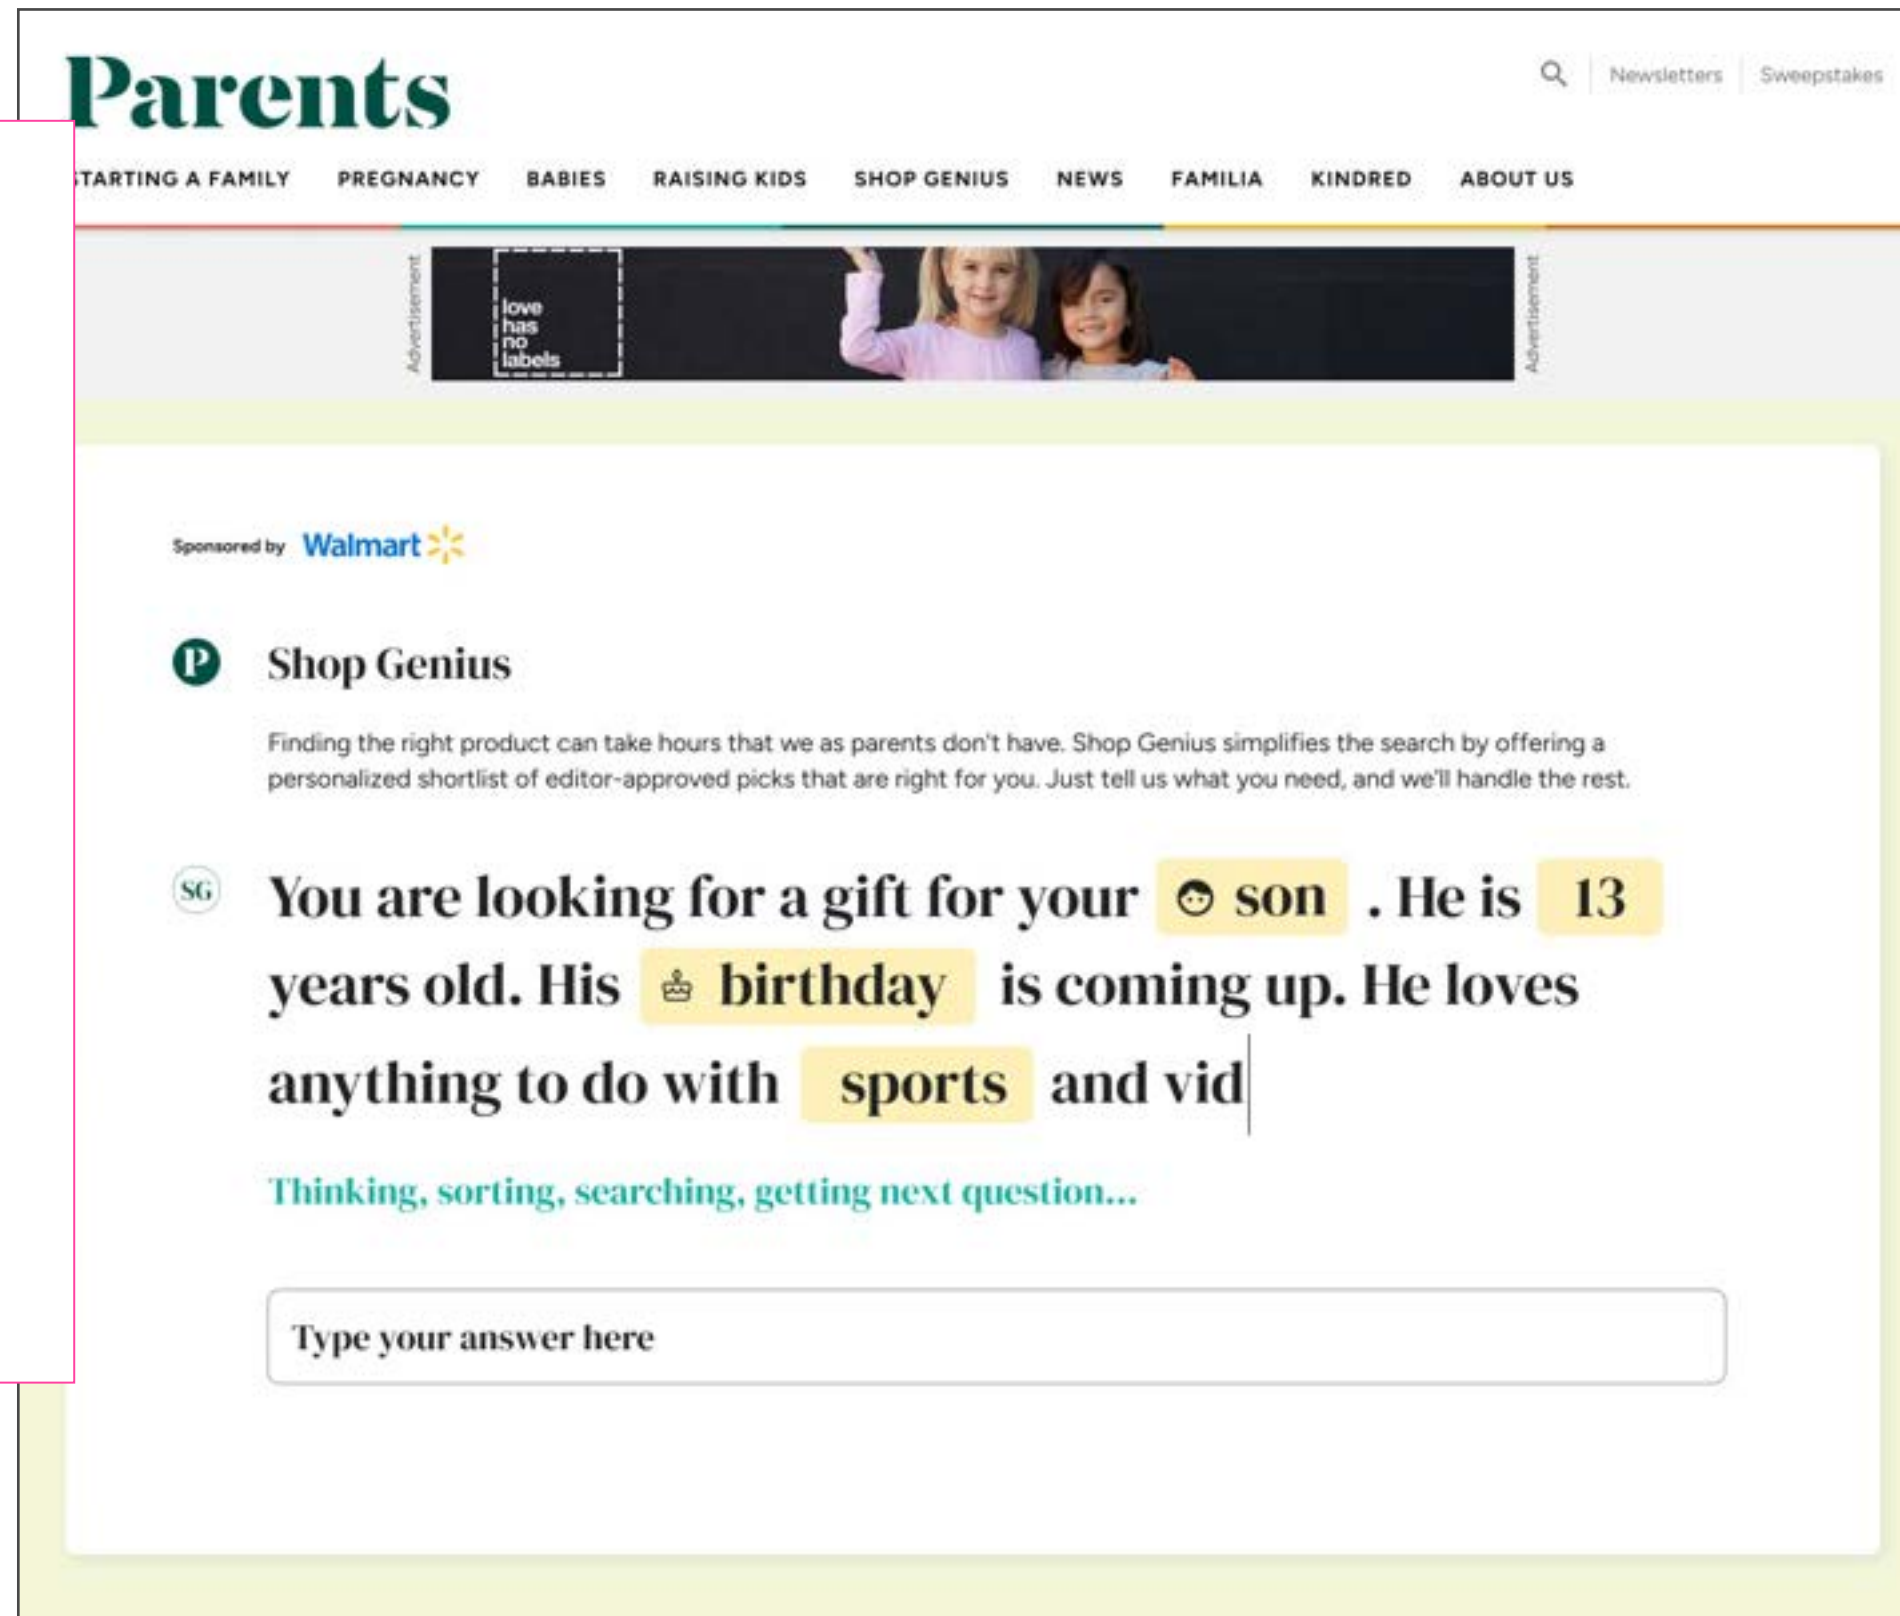 Parents
Newsletters
Sweepstakes
STARTING A FAMILY PREGNANCY BABIES RAISING KIDS SHOP GENIUS NEWS FAMILIA KINDRED ABOUT US
Advertisement
love
has
no
labels
Advertisement
Sponsored by Walmart
P
Shop Genius
Finding the right product can take hours that we as parents don't have. Shop Genius simplifies the search by offering a
personalized shortlist of editor-approved picks that are right for you. Just tell us what you need, and we'll handle the rest.
SG
You are looking for a gift for your son . He is 13
years old. His birthday is coming up. He loves
anything to do with sports and vid
Thinking, sorting, searching, getting next question...
Type your answer here